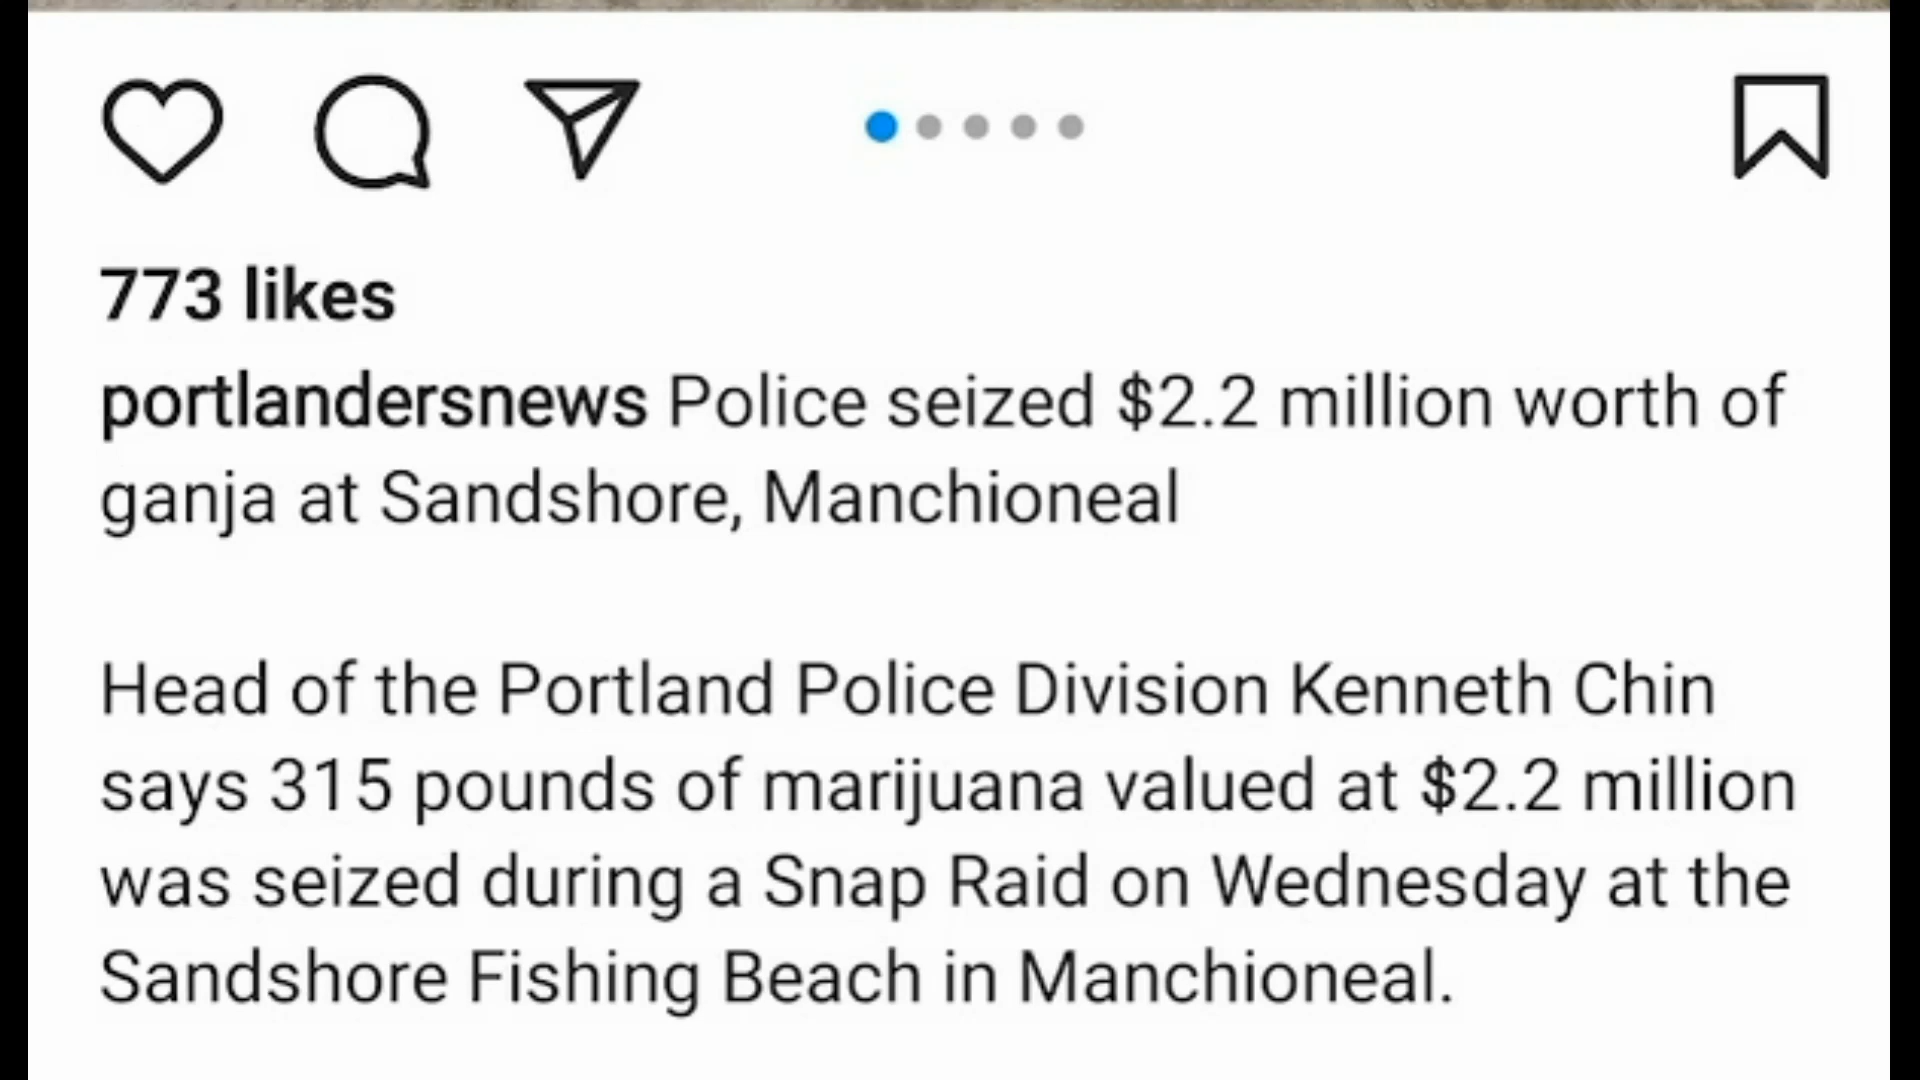 773 likes
portlandersnews Police seized $2.2 million worth of
ganja at Sandshore, Manchioneal
Head of the Portland Police Division Kenneth Chin
says 315 pounds of marijuana valued at $2.2 million
was seized during a Snap Raid on Wednesday at the
Sandshore Fishing Beach in Manchioneal.